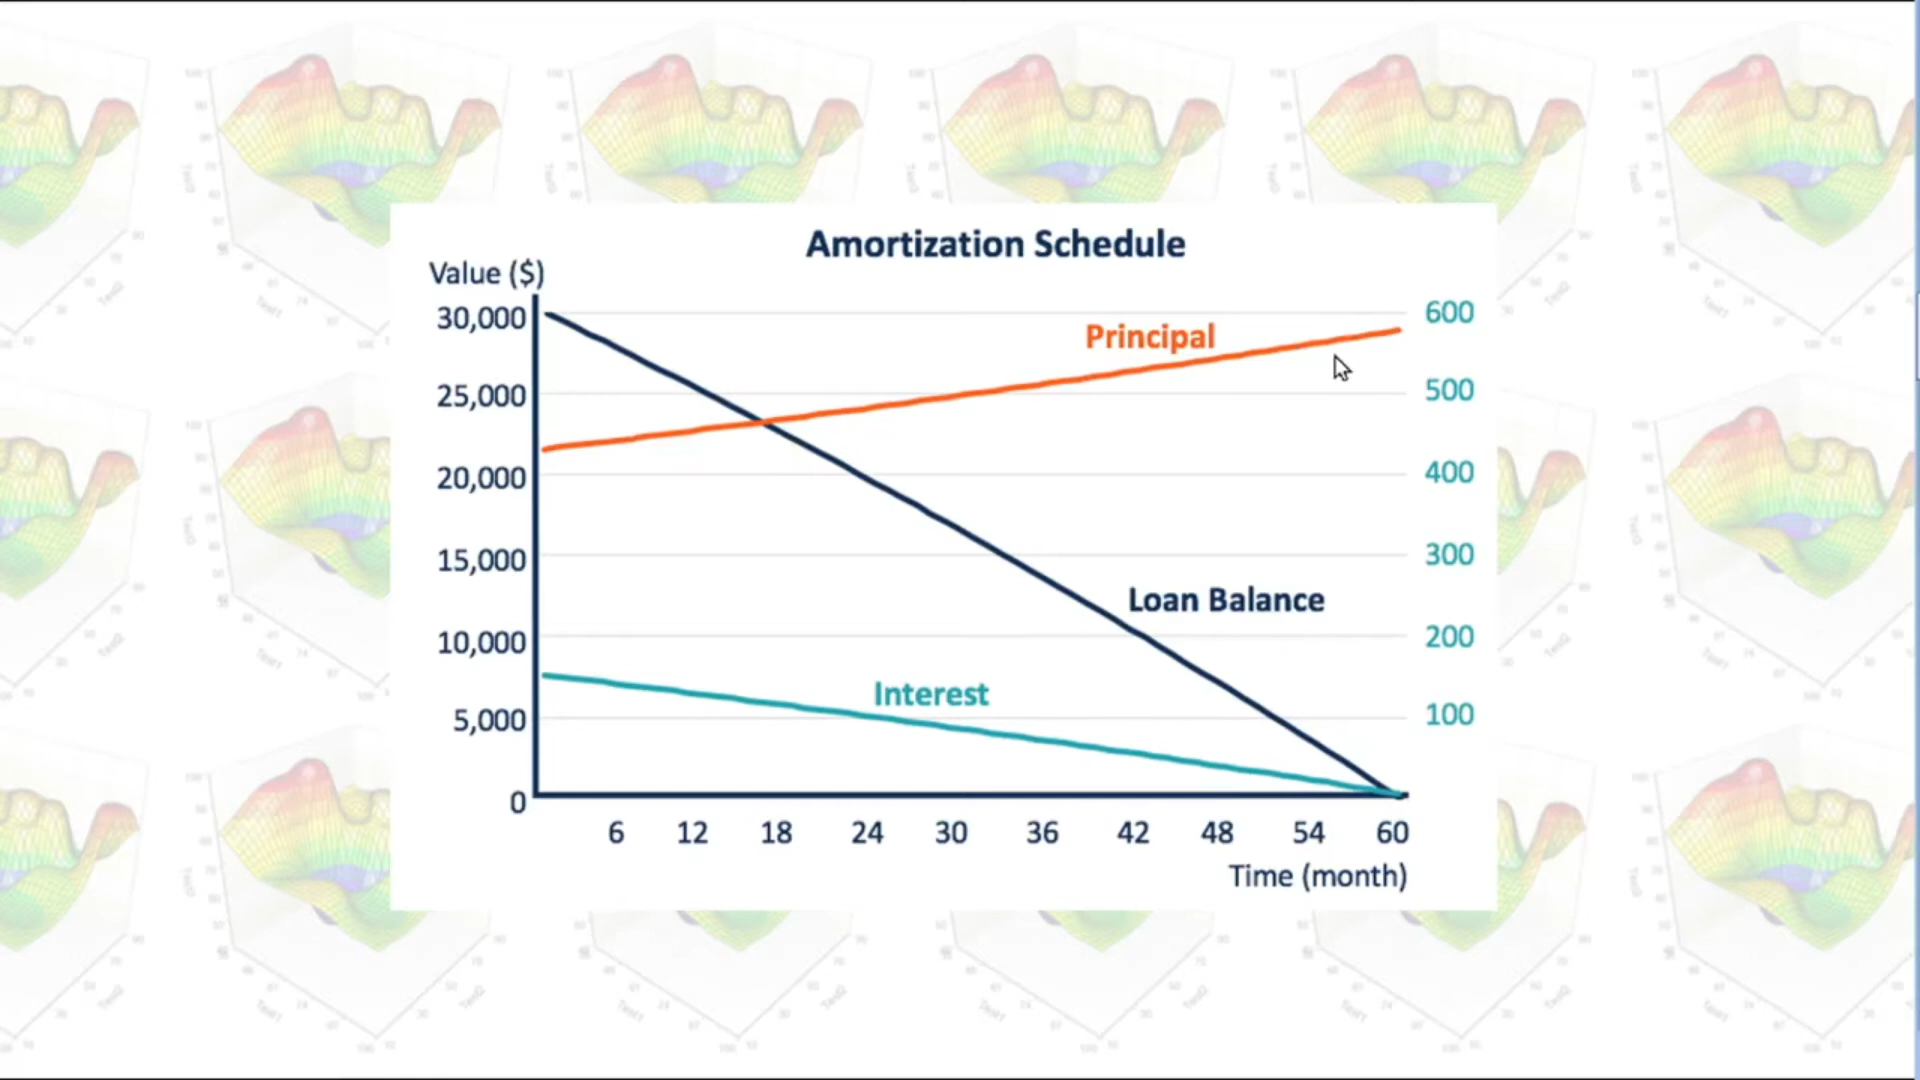 Amortization Schedule
Value ($)
30,000
600
Principal
25,000
500
20,000
400
15,000
300
Loan Balance
10,000
200
Interest
5,000
100
0
6 12 18 24 30 36 42 48 54 60
Time (month)